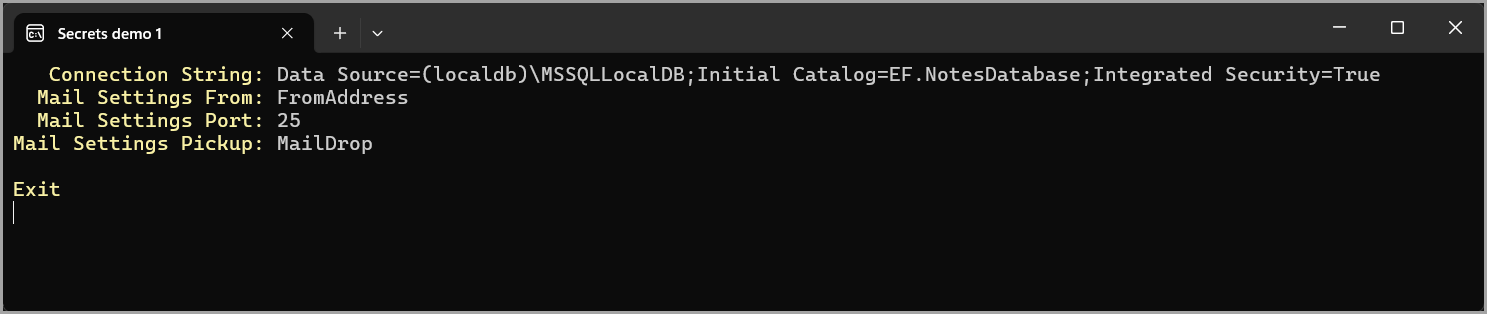 Secrets demo 1
Connection String: Data Source=(localdb)\MSSQLLocalDB;Initial Catalog=EF.NotesDatabase;Integrated Security=True
Mail Settings From: FromAddress
Mail Settings Port: 25
Mail Settings Pickup: MailDrop
Exit